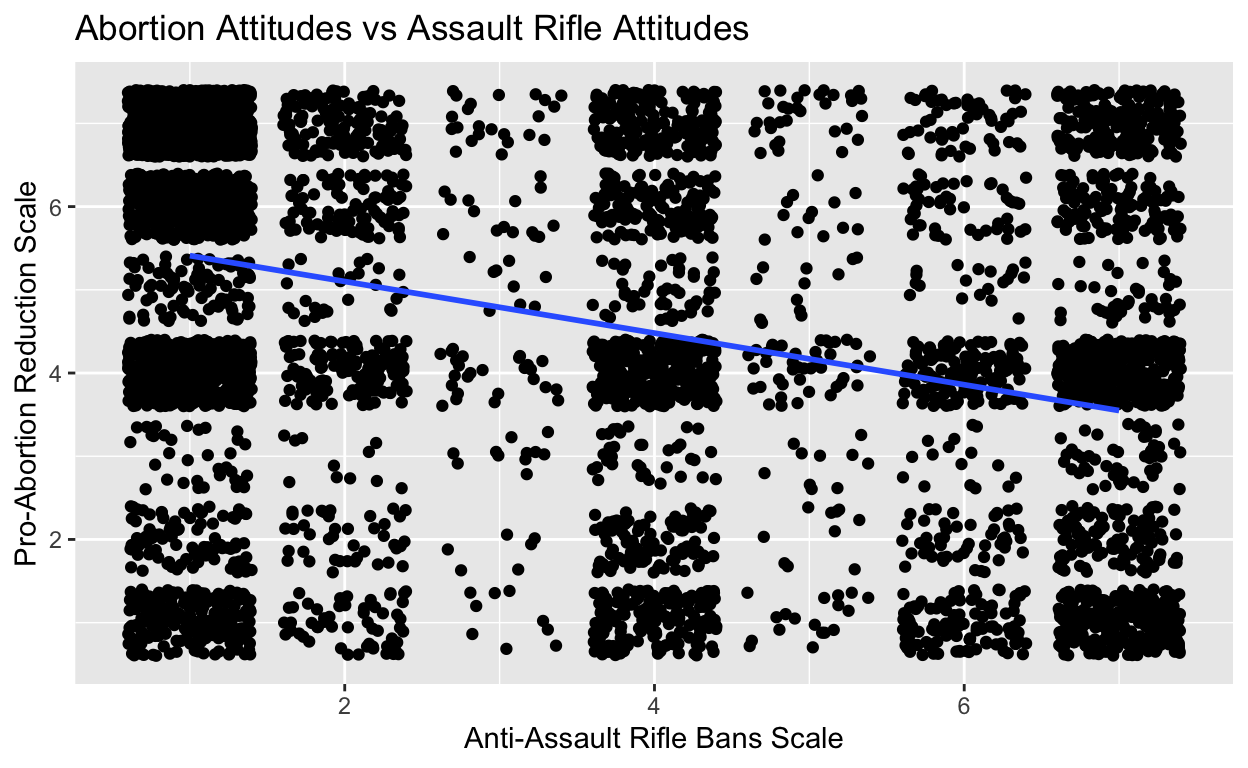 Abortion Attitudes vs Assault Rifle Attitudes
Pro-Abortion Reduction Scale
6
4
2
2
4
6
Anti-Assault Rifle Bans Scale